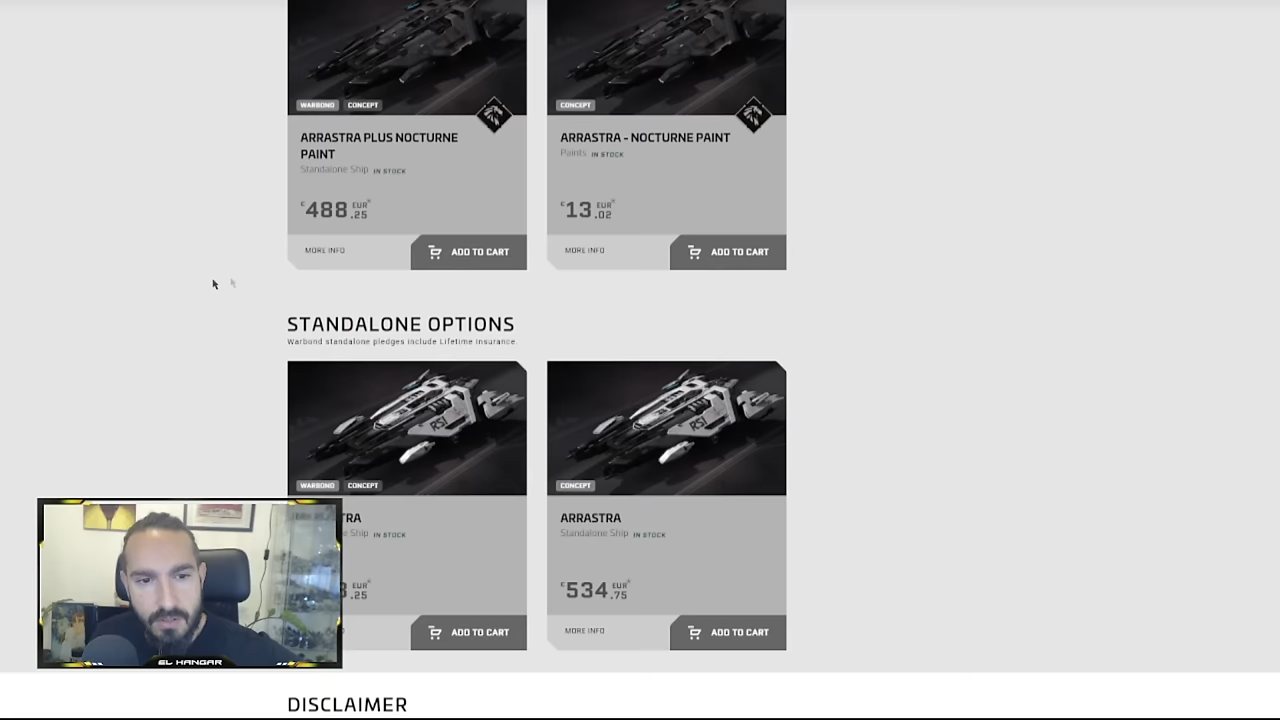 WARBOND CONCEPT
CONCEPT
ARRASTRA PLUS NOCTURNE
PAINT
Standalone Ship IN STOCK
€488 EUR* .25
MORE INFO
ADD TO CART
ARRASTRA - NOCTURNE PAINT
Paints IN STOCK
€13 EUR* .02
MORE INFO
ADD TO CART
STANDALONE OPTIONS
Warbond standalone pledges include Lifetime Insurance.
RSI
RSI
WARBOND CONCEPT
CONCEPT
TRA
e Ship IN STOCK
EUR* .25
ADD TO CART
ARRASTRA
Standalone Ship IN STOCK
€534 EUR* .75
MORE INFO
ADD TO CART
EL HANGAR
DISCLAIMER